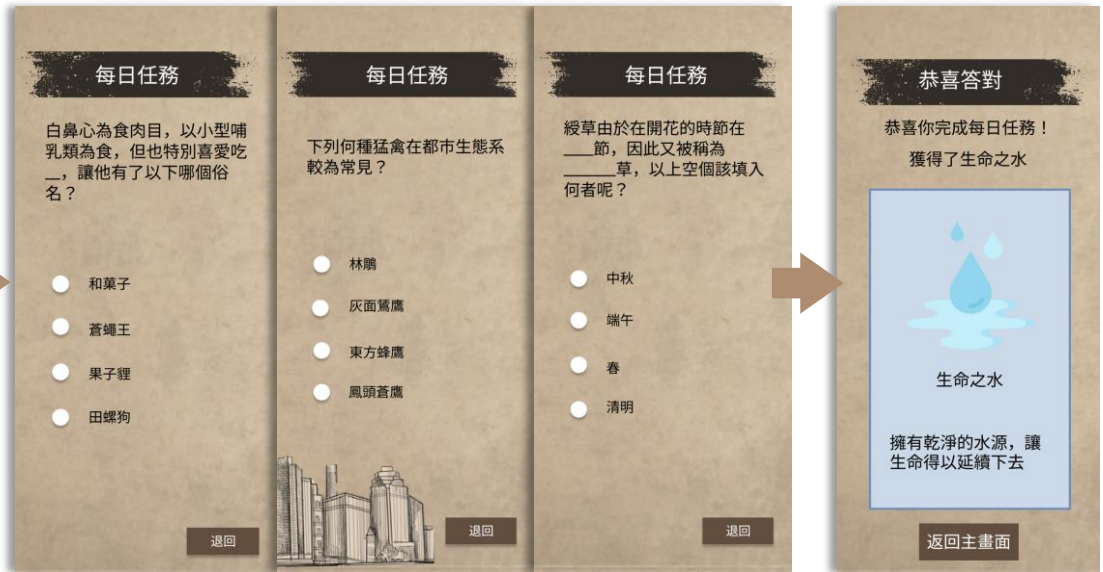 每日任務
白鼻心為食肉目，以小型哺
乳類為食，但也特別喜愛吃
__，讓他有了以下哪個俗
名？
和菓子
蒼蠅王
果子貍
田螺狗
退回
每日任務
下列何種猛禽在都市生態系
較為常見？
林鵰
灰面鵟鷹
東方蜂鷹
鳳頭蒼鷹
退回
每日任務
綬草由於在開花的時節在
___節，因此又被稱為
______草，以上空個該填入
何者呢？
中秋
端午
春
清明
退回
恭喜答對
恭喜你完成每日任務！
獲得了生命之水
生命之水
擁有乾淨的水源，讓
生命得以延續下去
返回主畫面